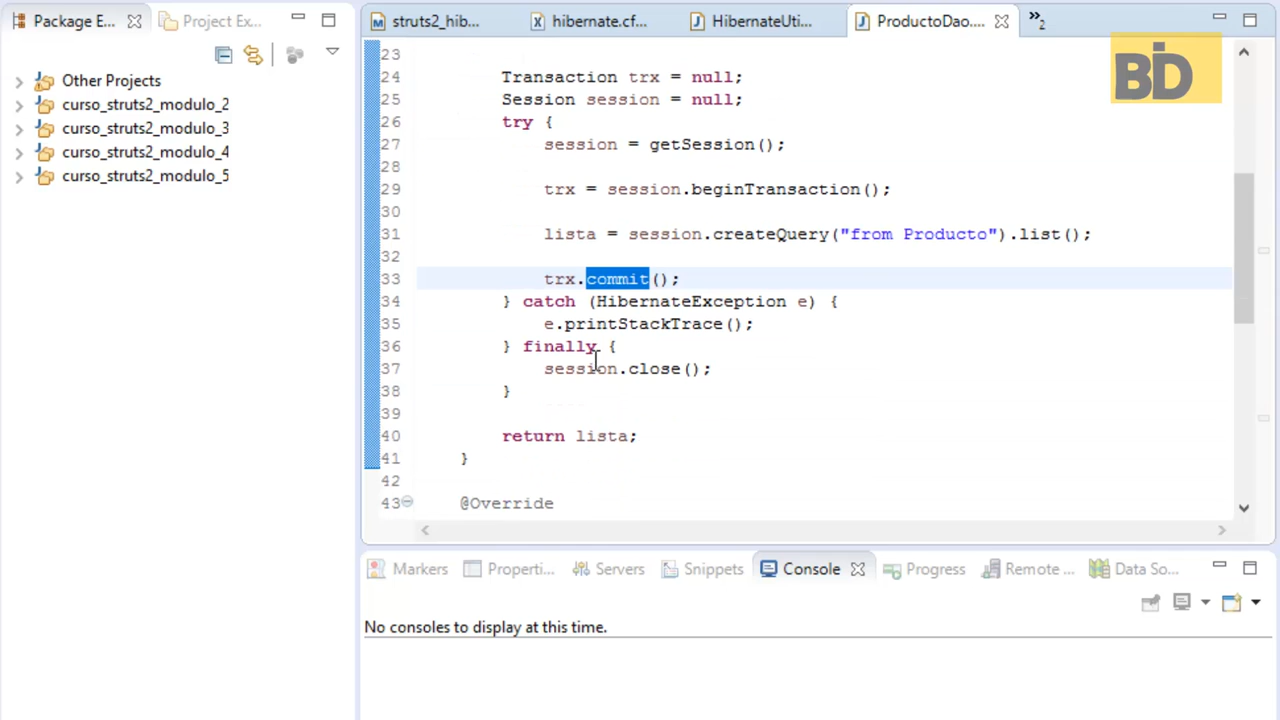 Package E...
Project Ex...
Other Projects
curso_struts2_modulo_2
curso_struts2_modulo_3
curso_struts2_modulo_4
curso_struts2_modulo_5
struts2_hib...
hibernate.cf...
HibernateUti...
ProductoDao....
»2
BD
23
24 Transaction trx = null;
25 Session session = null;
26 try {
27 session = getSession();
28
29 trx = session.beginTransaction();
30
31 lista = session.createQuery("from Producto").list();
32
33 trx.commit();
34 } catch (HibernateException e) {
35 e.printStackTrace();
36 } finally {
37 session.close();
38 }
39
40 return lista;
41 }
42
43 @Override
Markers
Properti...
Servers
Snippets
Console
Progress
Remote ...
Data So...
No consoles to display at this time.